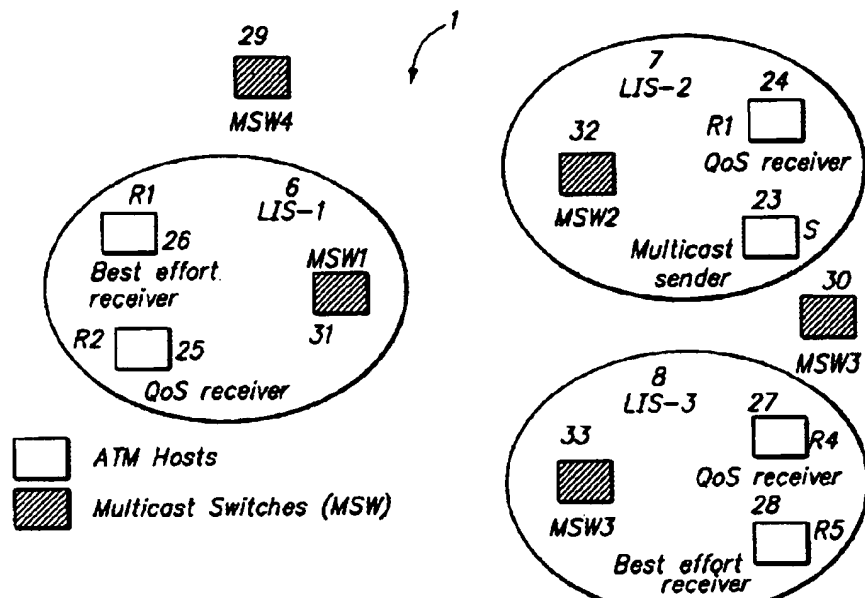 1
29
MSW4
6
LIS-1
R1
26
Best effort
receiver
MSW1
31
R2
25
QoS receiver
ATM Hosts
Multicast Switches (MSW)
7
LIS-2
24
R1
QoS receiver
32
MSW2
23
S
Multicast
sender
30
MSW3
8
LIS-3
27
R4
QoS receiver
33
MSW3
28
R5
Best effort
receiver